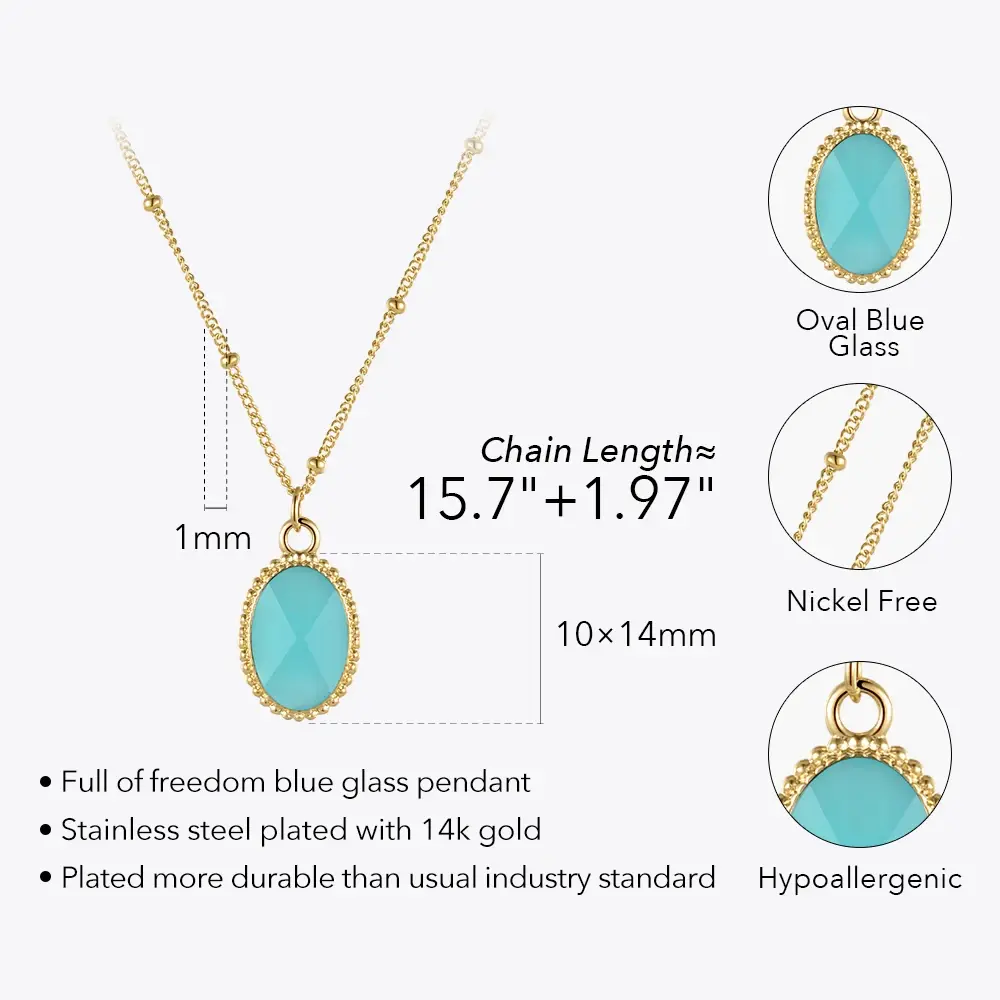 Oval Blue
Glass
Chain Length≈
15.7"+1.97"
1mm
Nickel Free
10×14mm
• Full of freedom blue glass pendant
• Stainless steel plated with 14k gold
• Plated more durable than usual industry standard
Hypoallergenic